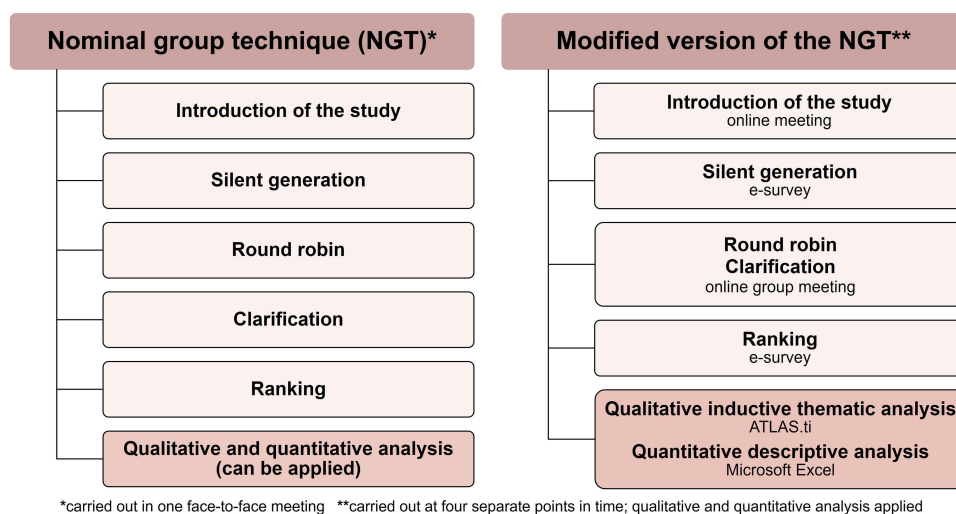 Nominal group technique (NGT)*
Introduction of the study
Silent generation
Round robin
Clarification
Ranking
Qualitative and quantitative analysis
(can be applied)
Modified version of the NGT**
Introduction of the study
online meeting
Silent generation
e-survey
Round robin
Clarification
online group meeting
Ranking
e-survey
Qualitative inductive thematic analysis
ATLAS.ti
Quantitative descriptive analysis
Microsoft Excel
*carried out in one face-to-face meeting **carried out at four separate points in time; qualitative and quantitative analysis applied